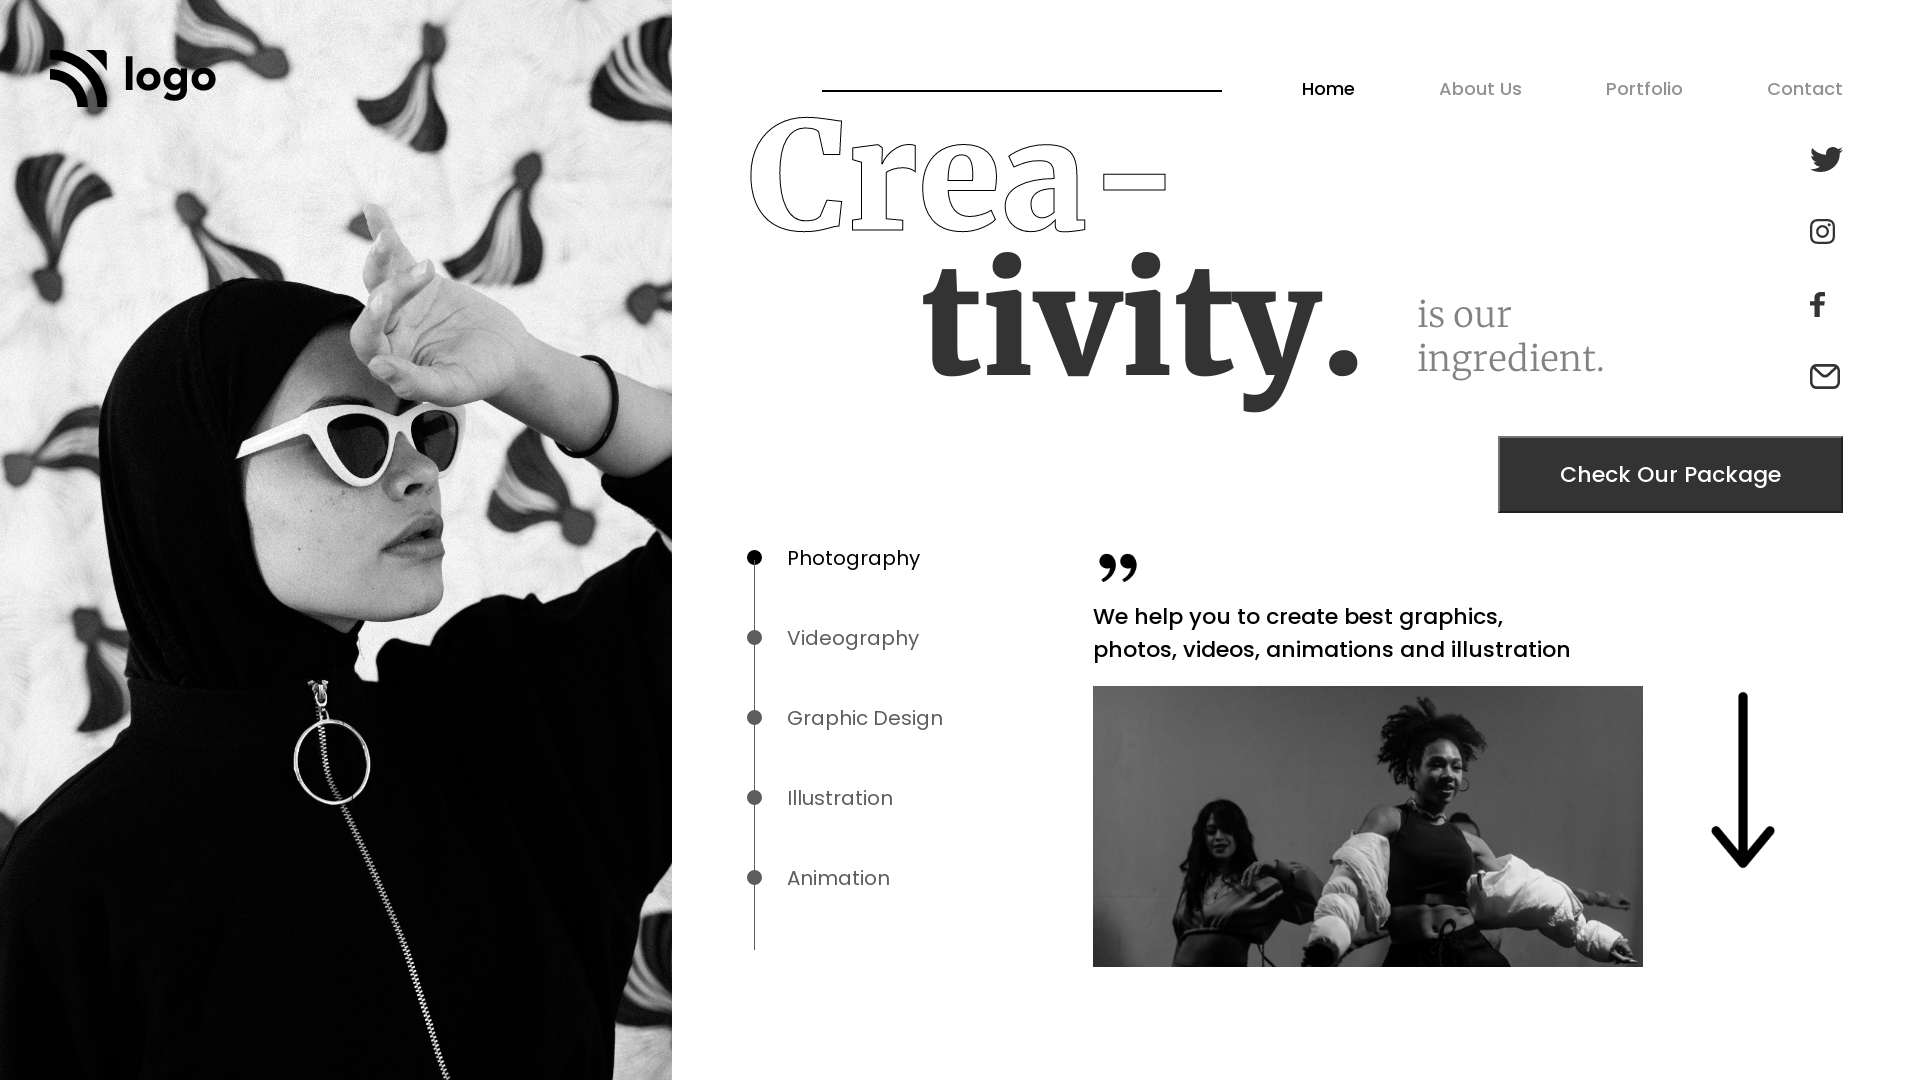 logo
Home
About Us
Portfolio
Contact
Crea-
tivity.
is our
ingredient.
Check Our Package
Photography
Videography
Graphic Design
Illustration
Animation
”
We help you to create best graphics,
photos, videos, animations and illustration